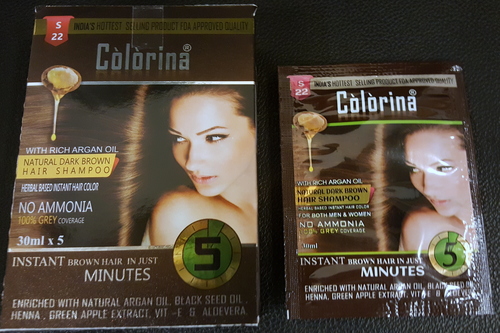 S
22
INDIA'S HOTTEST SELLING PRODUCT FDA APPROVED QUALITY
Còlòrina®
WITH RICH ARGAN OIL
NATURAL DARK BROWN
HAIR SHAMPOO
HERBAL BASED INSTANT HAIR COLOR
NO AMMONIA
100% GREY COVERAGE
30ml x 5
5
INSTANT BROWN HAIR IN JUST
MINUTES
ENRICHED WITH NATURAL ARGAN OIL, BLACK SEED OIL,
HENNA, GREEN APPLE EXTRACT, VIT -E & ALOEVERA
S
22
INDIA'S HOTTEST SELLING PRODUCT FDA APPROVED QUALITY
Còlòrina®
WITH RICH ARGAN OIL
NATURAL DARK BROWN
HAIR SHAMPOO
HERBAL BASED INSTANT HAIR COLOR
FOR BOTH MEN & WOMEN
NO AMMONIA
100% GREY COVERAGE
30ml
5
INSTANT BROWN HAIR IN JUST
MINUTES
ENRICHED WITH NATURAL ARGAN OIL, BLACK SEED OIL,
HENNA, GREEN APPLE EXTRACT, VIT -E & ALOEVERA